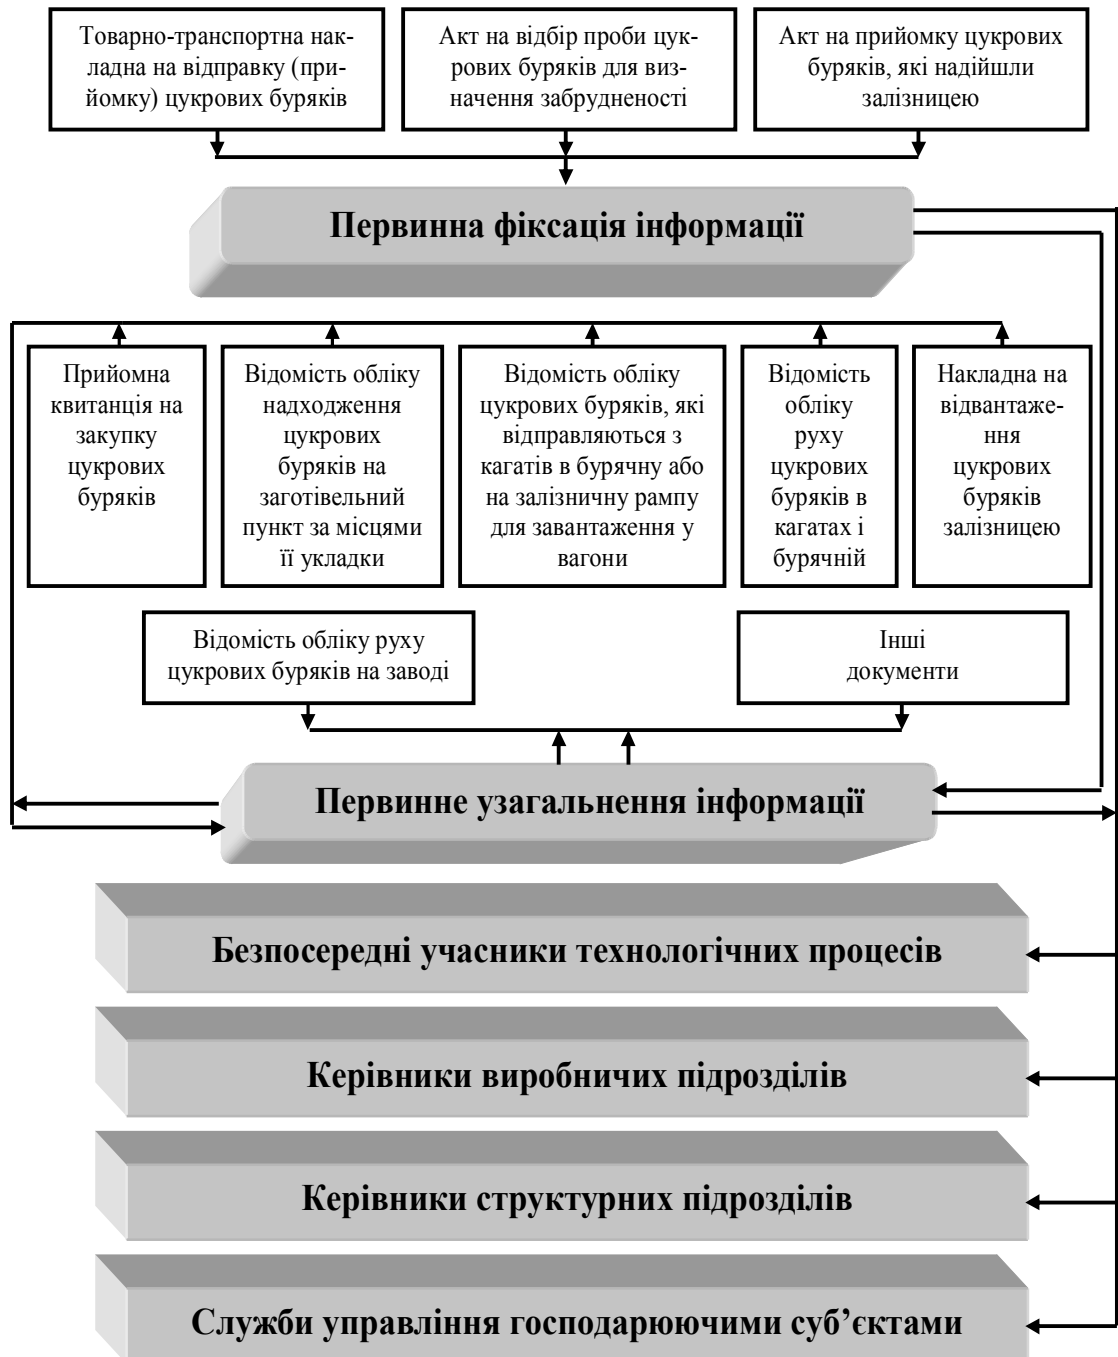 Товарно-транспортна нак-
ладна на відправку (при-
йомку) цукрових буряків
Акт на відбір проби цук-
рових буряків для виз-
начення забрудненості
Акт на прийомку цукрових
буряків, які надійшли
залізницею
Первинна фіксація інформації
Прийомна
квитанція на
закупку
цукрових
буряків
Відомість обліку
надходження
цукрових
буряків на
заготівельний
пункт за місцями
її укладки
Відомість обліку
цукрових буряків, які
відправляються з
кагатів в бурячну або
на залізничну рампу
для завантаження у
вагони
Відомість
обліку
руху
цукрових
буряків в
кагатах і
бурячній
Накладна на
відвантаже-
ення
цукрових
буряків
залізницею
Відомість обліку руху
цукрових буряків на заводі
Інші
документи
Первинне узагальнення інформації
Безпосередні учасники технологічних процесів
Керівники виробничих підрозділів
Керівники структурних підрозділів
Служби управління господарюючими суб’єктами